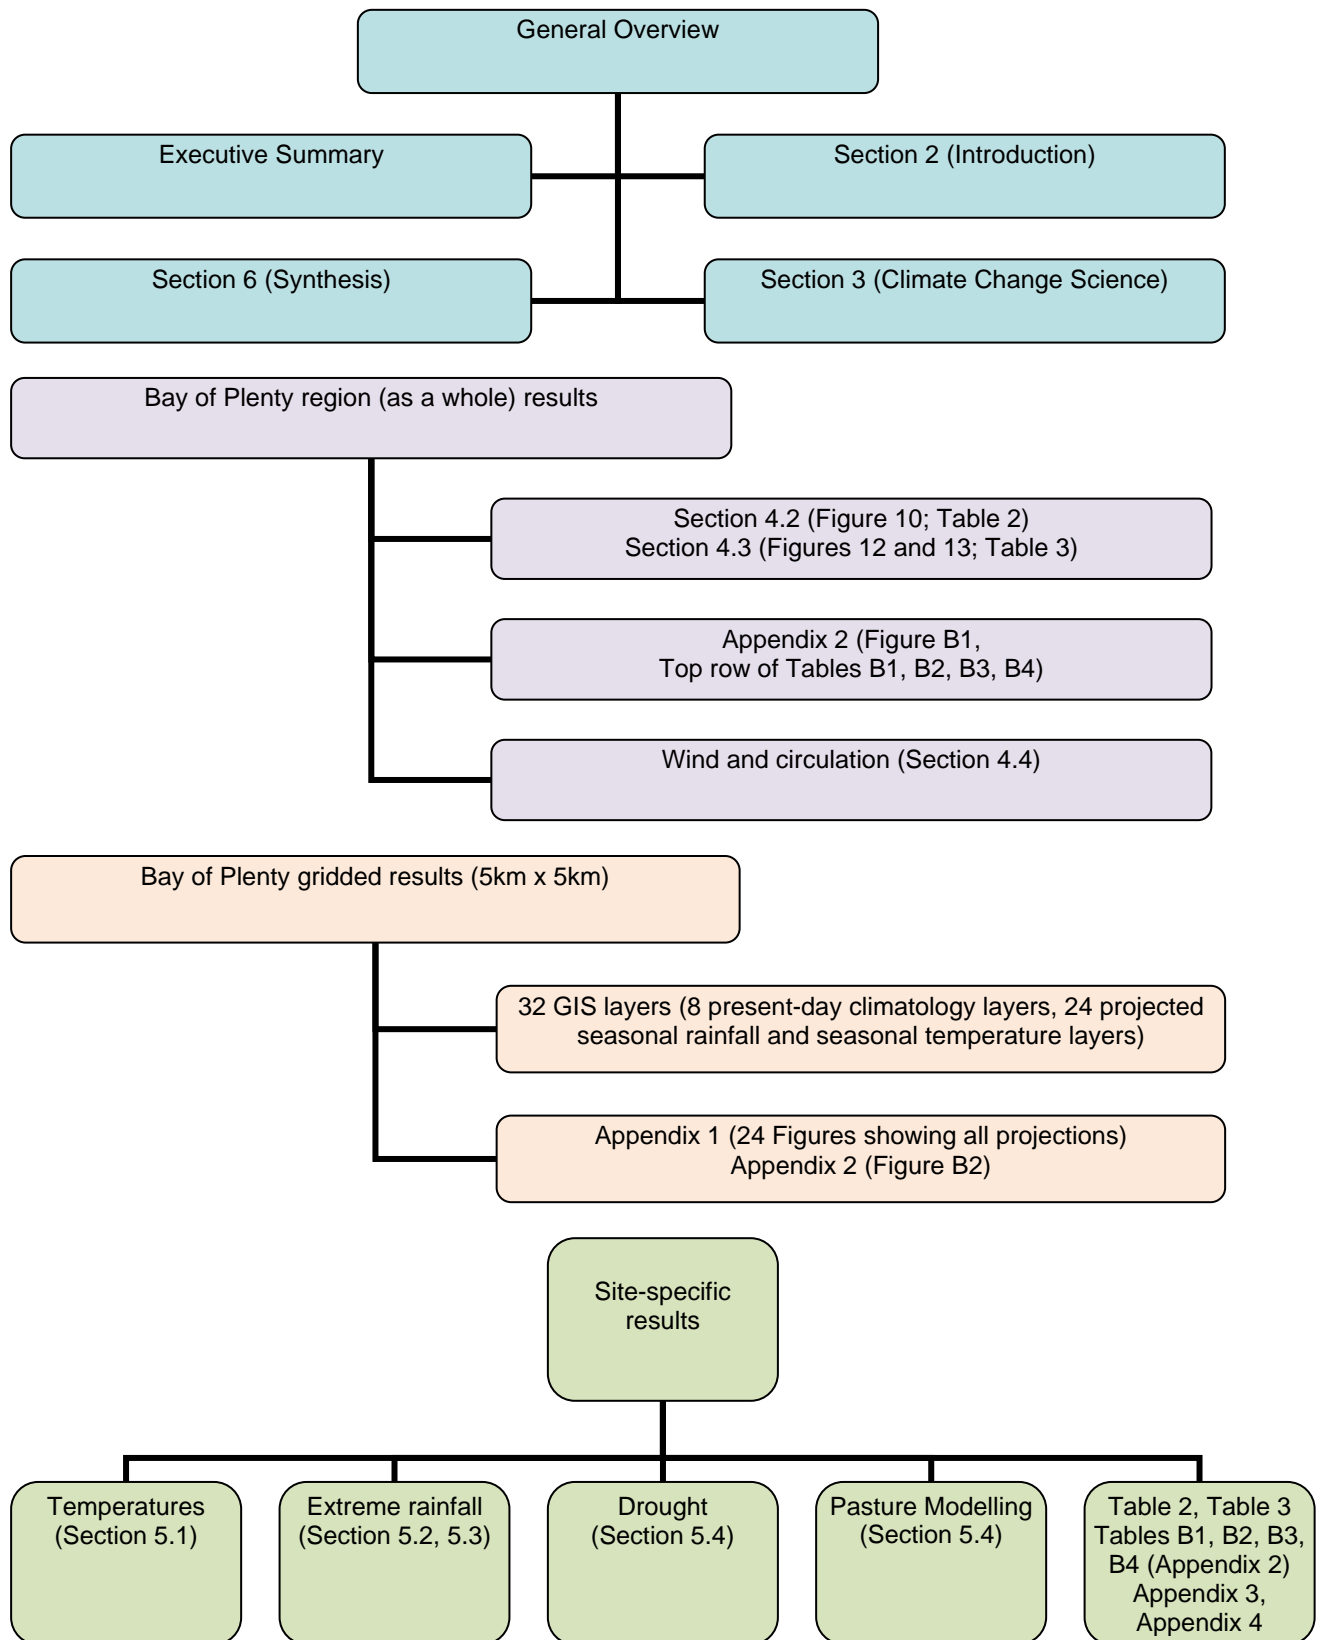 General Overview
Executive Summary
Section 2 (Introduction)
Section 6 (Synthesis)
Section 3 (Climate Change Science)
Bay of Plenty region (as a whole) results
Section 4.2 (Figure 10; Table 2)
Section 4.3 (Figures 12 and 13; Table 3)
Appendix 2 (Figure B1,
Top row of Tables B1, B2, B3, B4)
Wind and circulation (Section 4.4)
Bay of Plenty gridded results (5km x 5km)
32 GIS layers (8 present-day climatology layers, 24 projected
seasonal rainfall and seasonal temperature layers)
Appendix 1 (24 Figures showing all projections)
Appendix 2 (Figure B2)
Site-specific
results
Temperatures
(Section 5.1)
Extreme rainfall
(Section 5.2, 5.3)
Drought
(Section 5.4)
Pasture Modelling
(Section 5.4)
Table 2, Table 3
Tables B1, B2, B3,
B4 (Appendix 2)
Appendix 3,
Appendix 4